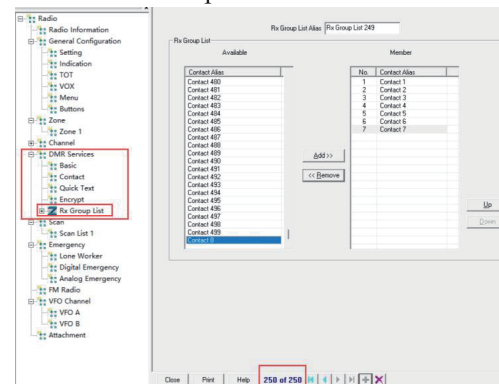 Radio
Radio Information
General Configuration
Setting
Indication
TOT
VOX
Menu
Buttons
Zone
Zone 1
Channel
DMR Services
Basic
Contact
Quick Text
Encrypt
Rx Group List
Scan
Scan List 1
Emergency
Lone Worker
Digital Emergency
Analog Emergency
FM Radio
VFO Channel
VFO A
VFO B
Attachment
Rx Group List Alias Rx Group List 249
Rx Group List
Available
Contact Alias
Contact 480
Contact 481
Contact 482
Contact 483
Contact 484
Contact 485
Contact 486
Contact 487
Contact 488
Contact 489
Contact 490
Contact 491
Contact 492
Contact 493
Contact 494
Contact 495
Contact 496
Contact 497
Contact 498
Contact 499
Contact 8
Add >>
<< Remove
Member
No. Contact Alias
1 Contact 1
2 Contact 2
3 Contact 3
4 Contact 4
5 Contact 5
6 Contact 6
7 Contact 7
Up
Down
Close Print Help 250 of 250